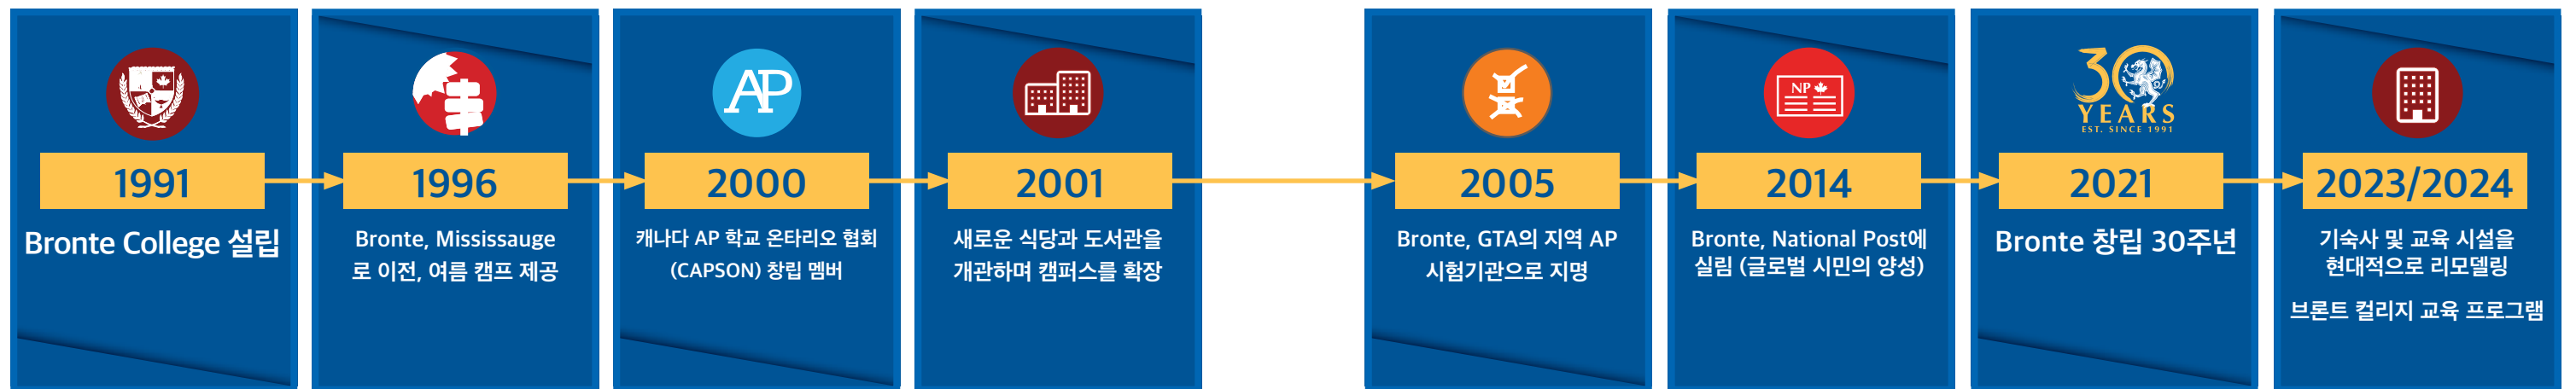 1991
Bronte College 설립
1996
Bronte, Mississauge
로 이전, 여름 캠프 제공
AP
2000
캐나다 AP 학교 온타리오 협회
(CAPSON) 창립 멤버
2001
새로운 식당과 도서관을
개관하며 캠퍼스를 확장
2005
Bronte, GTA의 지역 AP
시험기관으로 지명
NP
2014
Bronte, National Post에
실림 (글로벌 시민의 양성)
30
YEARS
EST. SINCE 1991
2021
Bronte 창립 30주년
2023/2024
기숙사 및 교육 시설을
현대적으로 리모델링
브론트 컬리지 교육 프로그램